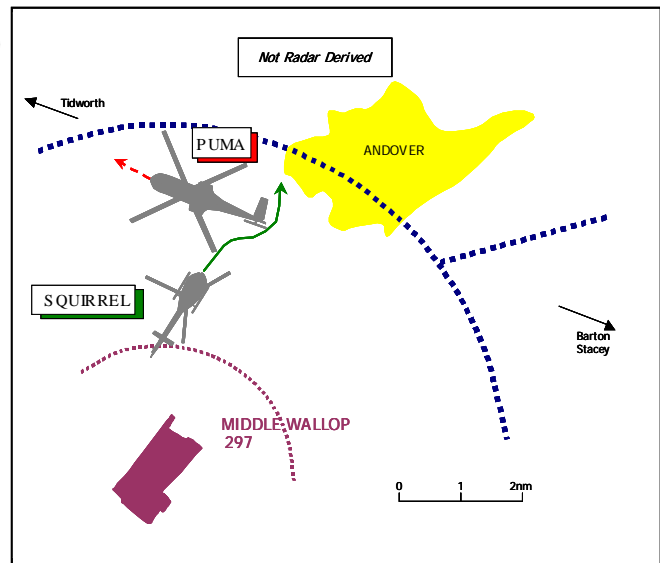 Not Radar Derived
Tidworth
PUMA
ANDOVER
SQUIRREL
Barton
Stacey
MIDDLE WALLOP
297
0 1 2nm